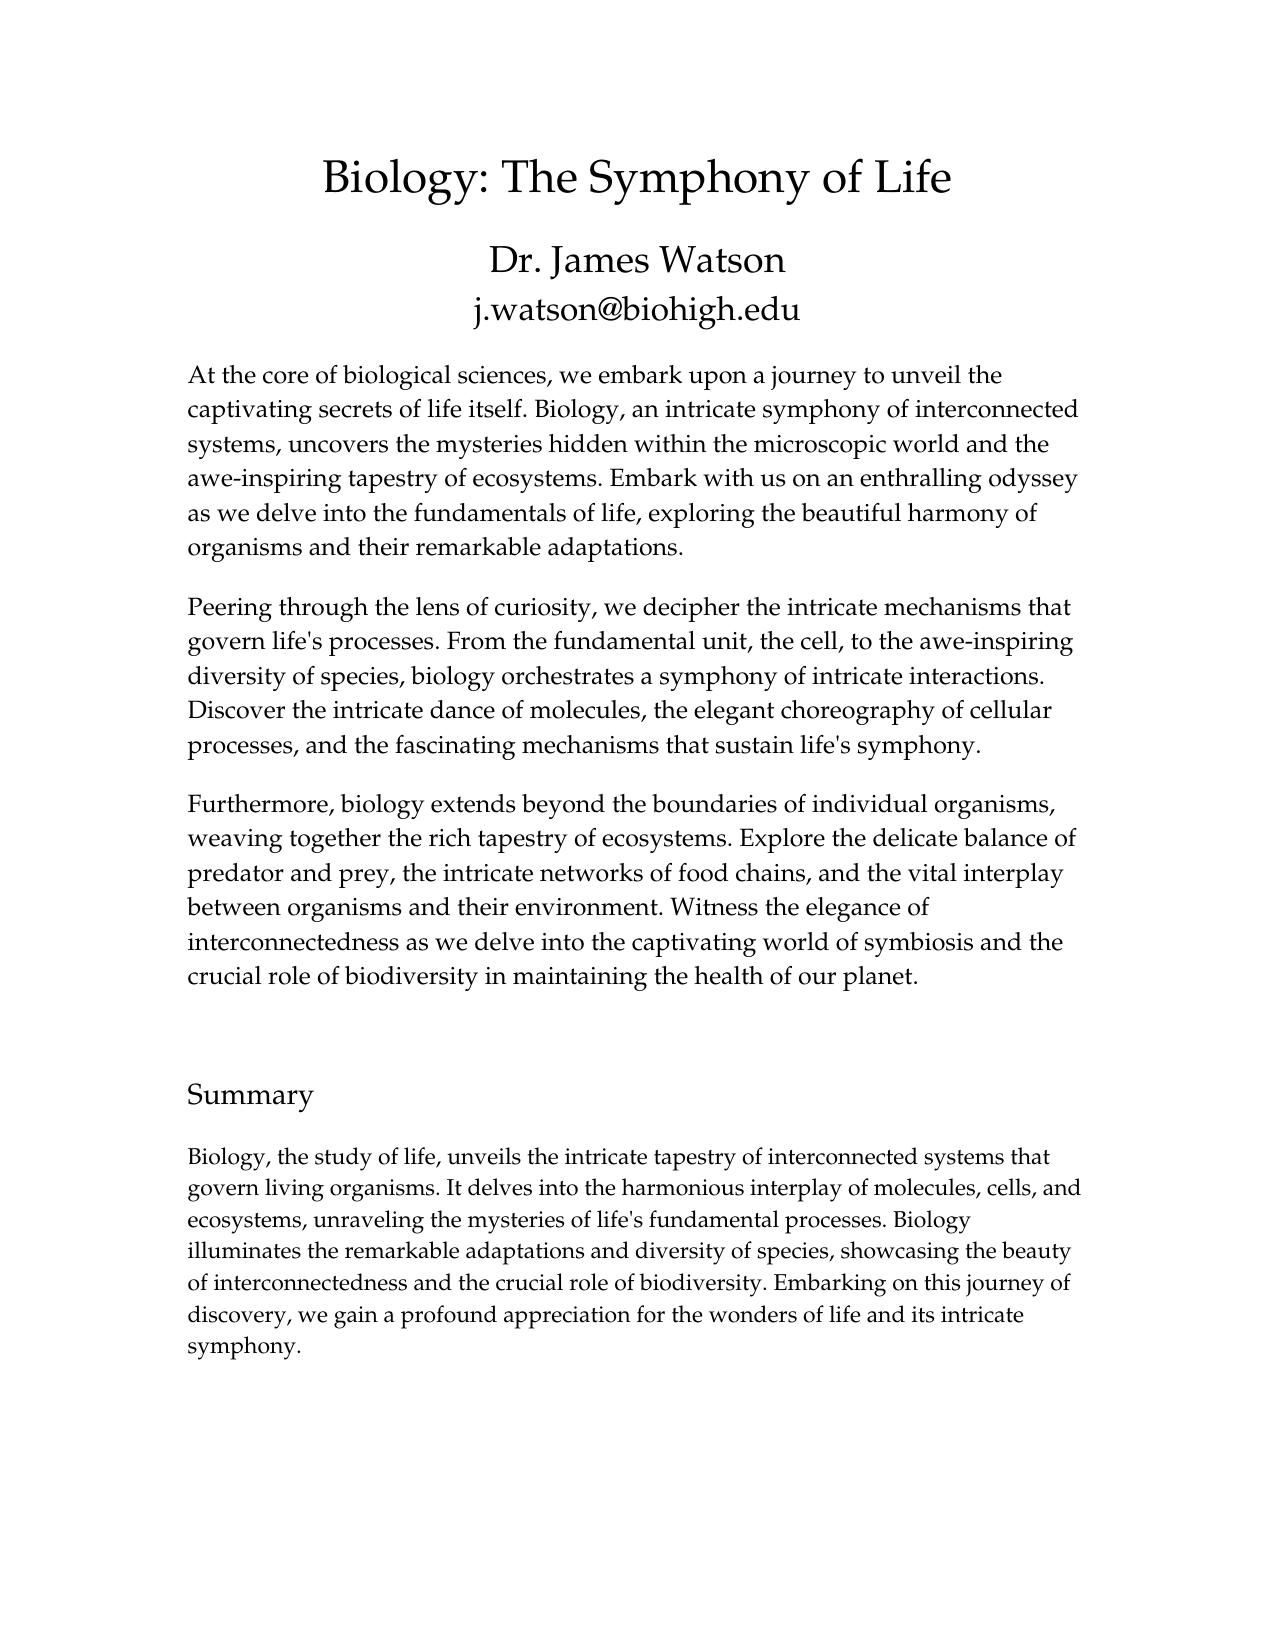 Biology: The Symphony of Life
Dr. James Watson
j.watson@biohigh.edu
At the core of biological sciences, we embark upon a journey to unveil the
captivating secrets of life itself. Biology, an intricate symphony of interconnected
systems, uncovers the mysteries hidden within the microscopic world and the
awe-inspiring tapestry of ecosystems. Embark with us on an enthralling odyssey
as we delve into the fundamentals of life, exploring the beautiful harmony of
organisms and their remarkable adaptations.
Peering through the lens of curiosity, we decipher the intricate mechanisms that
govern life's processes. From the fundamental unit, the cell, to the awe-inspiring
diversity of species, biology orchestrates a symphony of intricate interactions.
Discover the intricate dance of molecules, the elegant choreography of cellular
processes, and the fascinating mechanisms that sustain life's symphony.
Furthermore, biology extends beyond the boundaries of individual organisms,
weaving together the rich tapestry of ecosystems. Explore the delicate balance of
predator and prey, the intricate networks of food chains, and the vital interplay
between organisms and their environment. Witness the elegance of
interconnectedness as we delve into the captivating world of symbiosis and the
crucial role of biodiversity in maintaining the health of our planet.
Summary
Biology, the study of life, unveils the intricate tapestry of interconnected systems that
govern living organisms. It delves into the harmonious interplay of molecules, cells, and
ecosystems, unraveling the mysteries of life's fundamental processes. Biology
illuminates the remarkable adaptations and diversity of species, showcasing the beauty
of interconnectedness and the crucial role of biodiversity. Embarking on this journey of
discovery, we gain a profound appreciation for the wonders of life and its intricate
symphony.